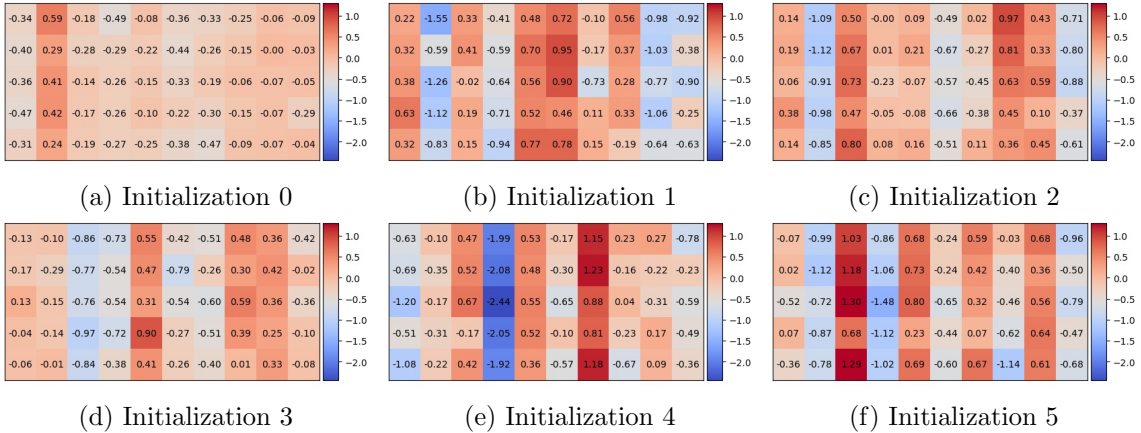 -0.34 0.59 -0.38 -0.49 -0.08 -0.36 -0.38 -0.25 -0.06 -0.09
-0.40 0.29 -0.28 -0.29 -0.22 -0.44 -0.26 -0.15 -0.00 -0.03
-0.36 0.41 -0.14 -0.26 -0.15 -0.33 -0.19 -0.06 -0.07 -0.05
-0.47 0.42 -0.17 -0.26 -0.10 -0.22 -0.30 -0.15 -0.07 -0.29
-0.31 0.24 -0.19 -0.27 -0.12 -0.27 -0.21 -0.18 -0.07 -0.04
1.0
0.5
0.0
−0.5
−1.0
−1.5
−2.0
(a) Initialization 0
0.22 -1.55 0.33 -0.31 0.48 0.72 -0.10 0.56 -0.98 -0.92
0.32 -0.59 0.41 -0.59 0.70 0.95 -0.17 0.37 -1.03 -0.38
0.38 -1.26 0.02 -0.64 0.56 0.90 -0.73 0.28 -0.77 -0.90
0.63 -1.12 0.19 -0.71 0.52 0.46 0.11 0.33 -1.06 0.25
0.32 -0.83 0.15 -0.94 0.77 0.78 0.15 -0.19 -0.64 -0.63
1.0
0.5
0.0
−0.5
−1.0
−1.5
−2.0
(b) Initialization 1
0.14 -1.09 0.50 -0.00 0.09 -0.49 -0.02 0.97 0.43 -0.71
0.19 -1.12 0.67 0.01 0.21 -0.67 -0.27 0.81 0.33 -0.80
0.06 -0.91 0.73 -0.23 -0.07 -0.57 -0.45 0.63 0.59 -0.88
0.38 -0.98 0.47 -0.05 -0.08 -0.66 -0.38 0.45 0.10 -0.37
0.14 -0.85 0.80 0.08 0.16 -0.51 0.11 0.36 0.45 -0.61
1.0
0.5
0.0
−0.5
−1.0
−1.5
−2.0
(c) Initialization 2
-0.13 -0.10 -0.86 -0.73 0.55 -0.42 -0.51 0.48 0.36 -0.42
-0.17 -0.29 -0.77 -0.54 0.47 -0.79 -0.26 0.30 0.42 -0.02
0.13 -0.15 -0.76 -0.54 0.31 -0.54 -0.60 0.59 0.36 -0.36
-0.04 -0.14 -0.97 -0.72 0.90 -0.27 -0.51 0.39 0.25 -0.10
-0.06 -0.01 -0.84 -0.38 0.41 -0.25 -0.40 0.01 0.33 -0.08
1.0
0.5
0.0
−0.5
−1.0
−1.5
−2.0
(d) Initialization 3
-0.63 -0.10 0.47 -1.99 0.53 -0.17 1.15 0.23 0.27 -0.78
-0.69 -0.35 0.52 -2.08 0.48 -0.30 1.23 -0.16 -0.22 -0.23
-1.20 -0.17 0.67 -2.44 0.55 -0.65 0.88 0.04 -0.31 -0.59
-0.51 -0.31 -0.17 -2.05 0.52 -0.10 0.81 -0.23 0.17 -0.49
-1.08 -0.22 0.42 -1.92 0.36 -0.57 1.18 -0.67 0.09 0.36
1.0
0.5
0.0
−0.5
−1.0
−1.5
−2.0
(e) Initialization 4
-0.07 -0.99 1.03 -0.86 0.68 -0.24 0.59 -0.03 0.68 -0.96
0.02 -1.12 1.18 -1.06 0.73 -0.24 0.42 -0.40 0.36 -0.50
-0.52 -0.72 1.30 -1.48 0.80 -0.65 0.32 -0.46 0.56 -0.79
0.07 -0.87 0.68 -1.12 0.23 -0.44 0.07 -0.62 0.64 -0.47
-0.36 -0.78 1.29 -1.02 0.69 -0.60 0.67 -1.14 0.61 -0.68
1.0
0.5
0.0
−0.5
−1.0
−1.5
−2.0
(f) Initialization 5